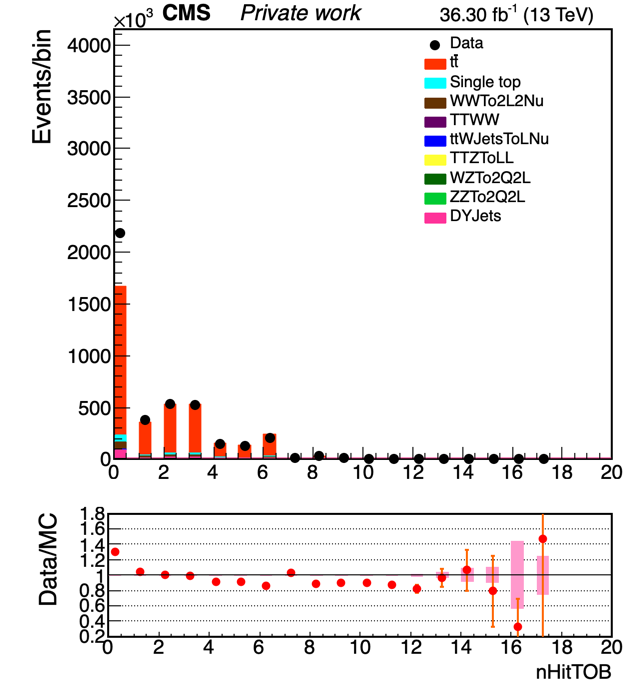 ×10³ CMS Private work 36.30 fb⁻¹ (13 TeV)
Events/bin
4000
3500
3000
2500
2000
1500
1000
500
0
0 2 4 6 8 10 12 14 16 18 20
Data
tt̄
Single top
WWTo2L2Nu
TTWW
ttWJetsToLNu
TTZToLL
WZTo2Q2L
ZZTo2Q2L
DYJets
Data/MC
1.8
1.6
1.4
1.2
1
0.8
0.6
0.4
0.2
0 2 4 6 8 10 12 14 16 18 20
nHitTOB